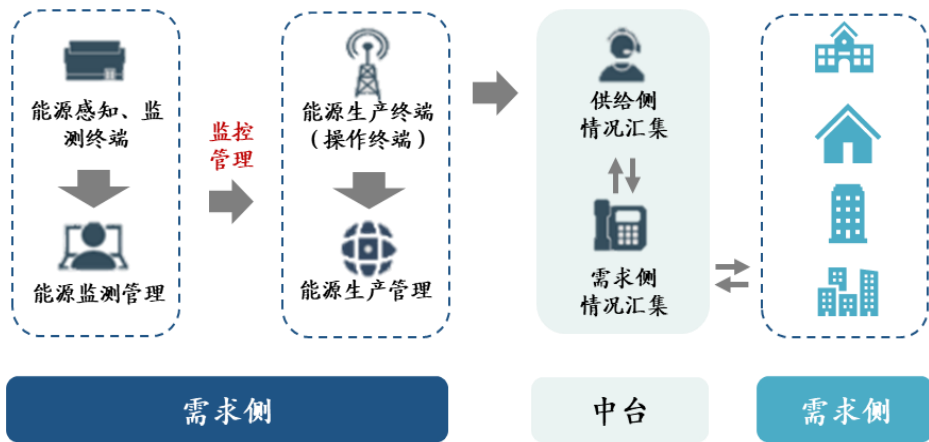 能源感知、监
测终端
能源监测管理
监控
管理
能源生产终端
（操作终端）
能源生产管理
供给侧
情况汇集
需求侧
情况汇集
需求侧
中台
需求侧